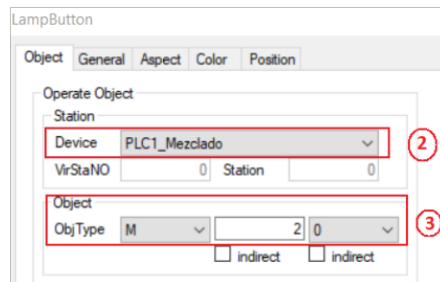 LampButton
Object General Aspect Color Position
Operate Object
Station
Device PLC1_Mezclado 2
VirStaNO 0 Station 0
Object 3
ObjType M 2 0
indirect indirect